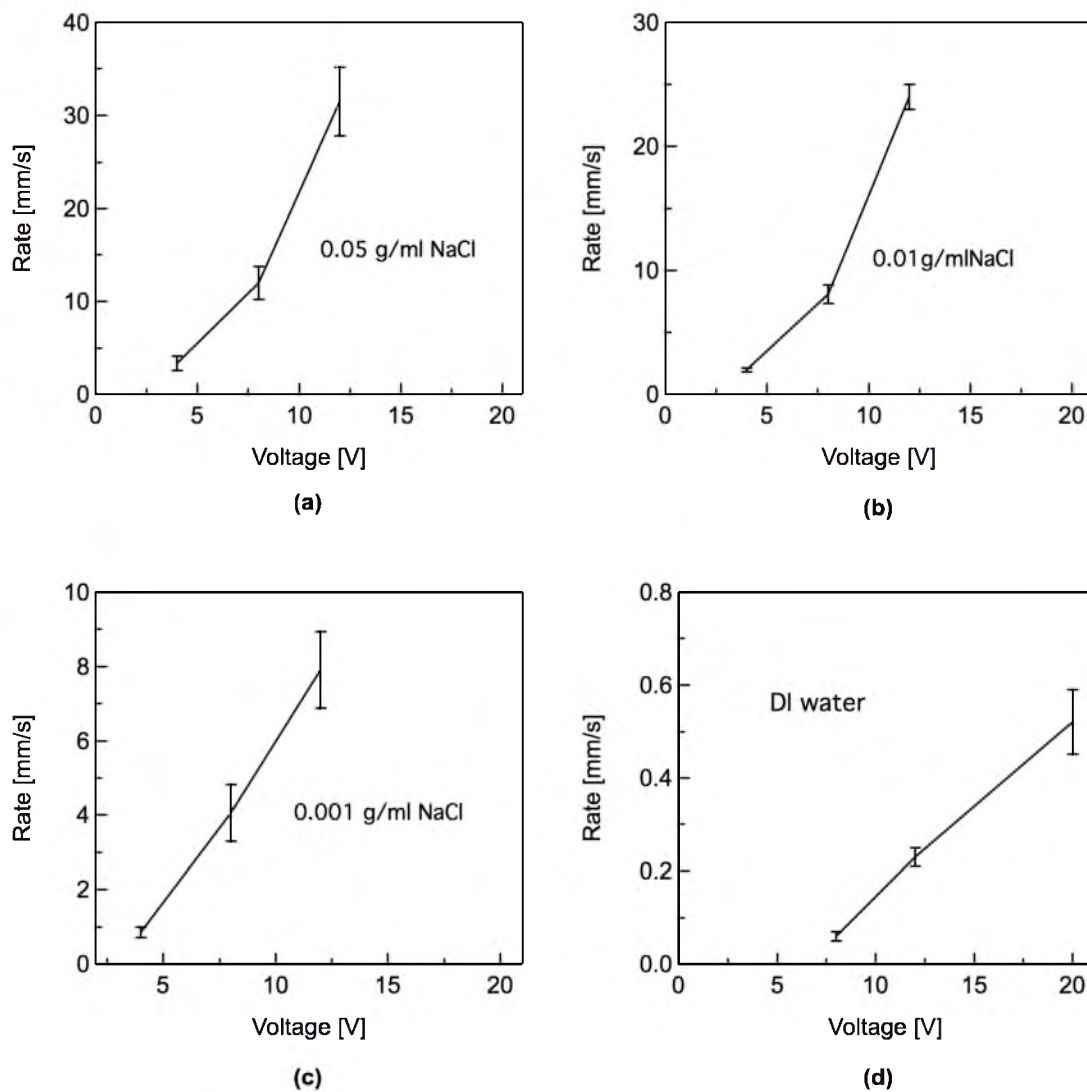 40
30
20
10
0
Rate [mm/s]
0.05 g/ml NaCl
0 5 10 15 20
Voltage [V]
(a)
30
20
10
0
Rate [mm/s]
0.01g/mlNaCl
0 5 10 15 20
Voltage [V]
(b)
10
8
6
4
2
0
Rate [mm/s]
0.001 g/ml NaCl
5 10 15 20
Voltage [V]
(c)
0.8
0.6
0.4
0.2
0.0
Rate [mm/s]
DI water
0 5 10 15 20
Voltage [V]
(d)